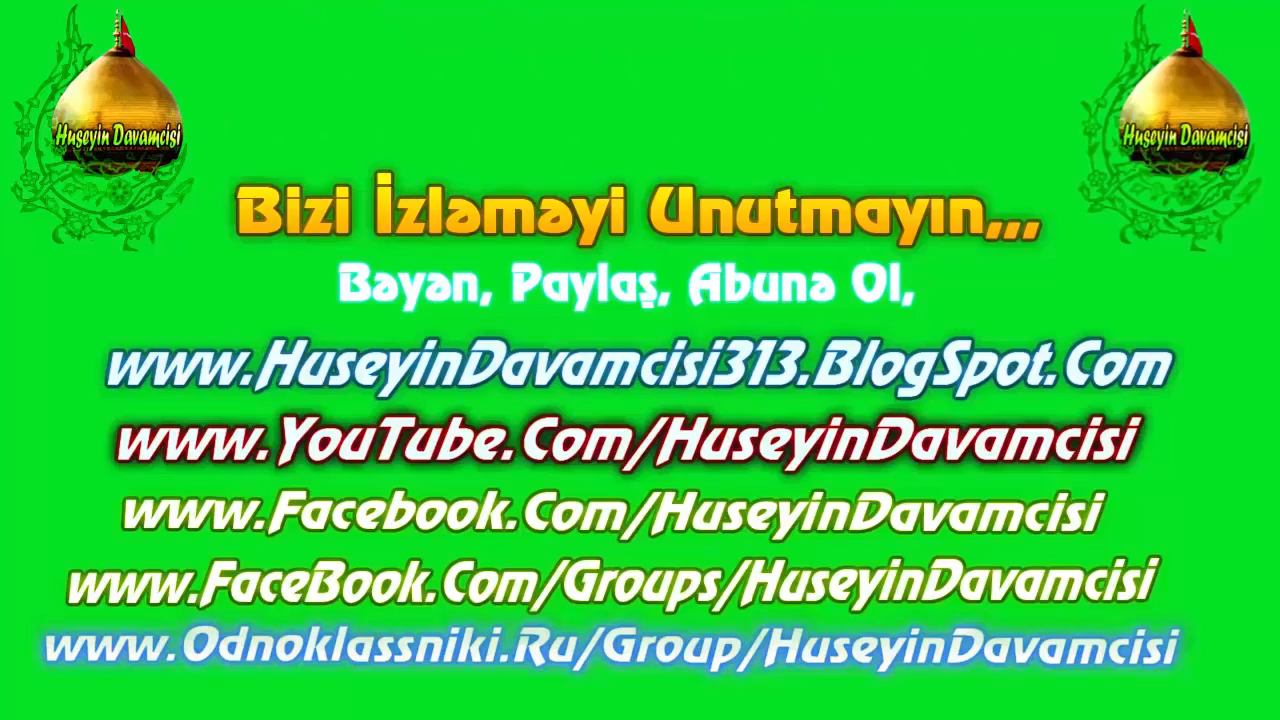 Huseyin Davamcisi
Huseyin Davamcisi
Bizi İzləməyi Unutmayın,,,
Bəyən, Paylaş, Abunə Ol,
www.HuseyinDavamcisi313.BlogSpot.Com
www.YouTube.Com/HuseyinDavamcisi
www.Facebook.Com/HuseyinDavamcisi
www.FaceBook.Com/Groups/HuseyinDavamcisi
www.Odnoklassniki.Ru/Group/HuseyinDavamcisi